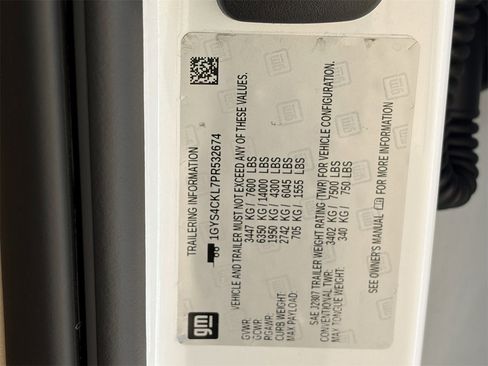 TRAILERING INFORMATION
1GYS4CKL7PR532674
VEHICLE AND TRAILER MUST NOT EXCEED ANY OF THESE VALUES.
GVWR: 3447 KG / 7600 LBS
GCWR: 6350 KG / 14000 LBS
RGAWR: 1950 KG / 4300 LBS
CURB WEIGHT: 2742 KG / 6045 LBS
MAX PAYLOAD: 705 KG / 1555 LBS
SAE J2807 TRAILER WEIGHT RATING (TWR) FOR VEHICLE CONFIGURATION.
CONVENTIONAL TWR: 3402 KG / 7500 LBS
MAX TONGUE WEIGHT: 340 KG / 750 LBS
SEE OWNER'S MANUAL FOR MORE INFORMATION
gm